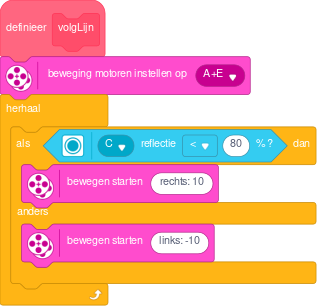 definieer volgLijn
beweging motoren instellen op A+E
herhaal
als C reflectie < 80 % ? dan
bewegen starten rechts: 10
anders
bewegen starten links: -10